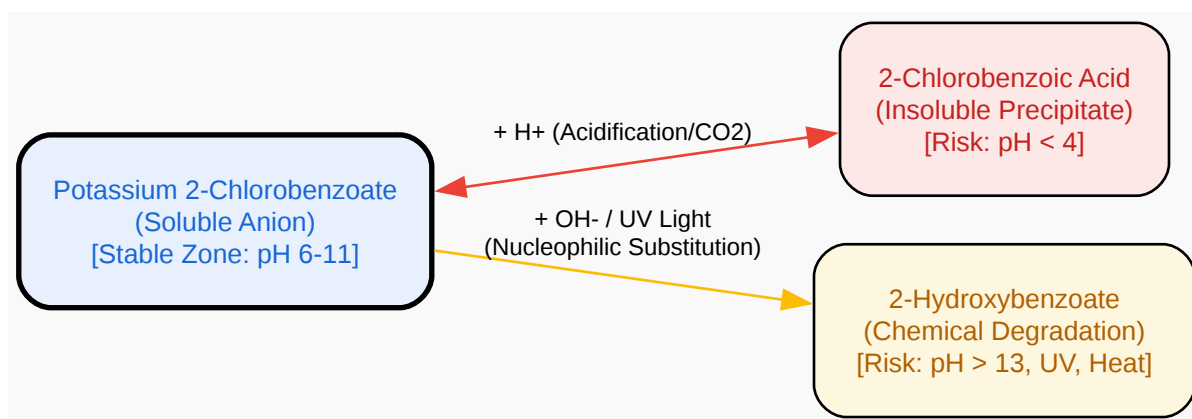 Potassium 2-Chlorobenzoate
(Soluble Anion)
[Stable Zone: pH 6-11]
+ H+ (Acidification/CO2)
2-Chlorobenzoic Acid
(Insoluble Precipitate)
[Risk: pH < 4]
+ OH- / UV Light
(Nucleophilic Substitution)
2-Hydroxybenzoate
(Chemical Degradation)
[Risk: pH > 13, UV, Heat]